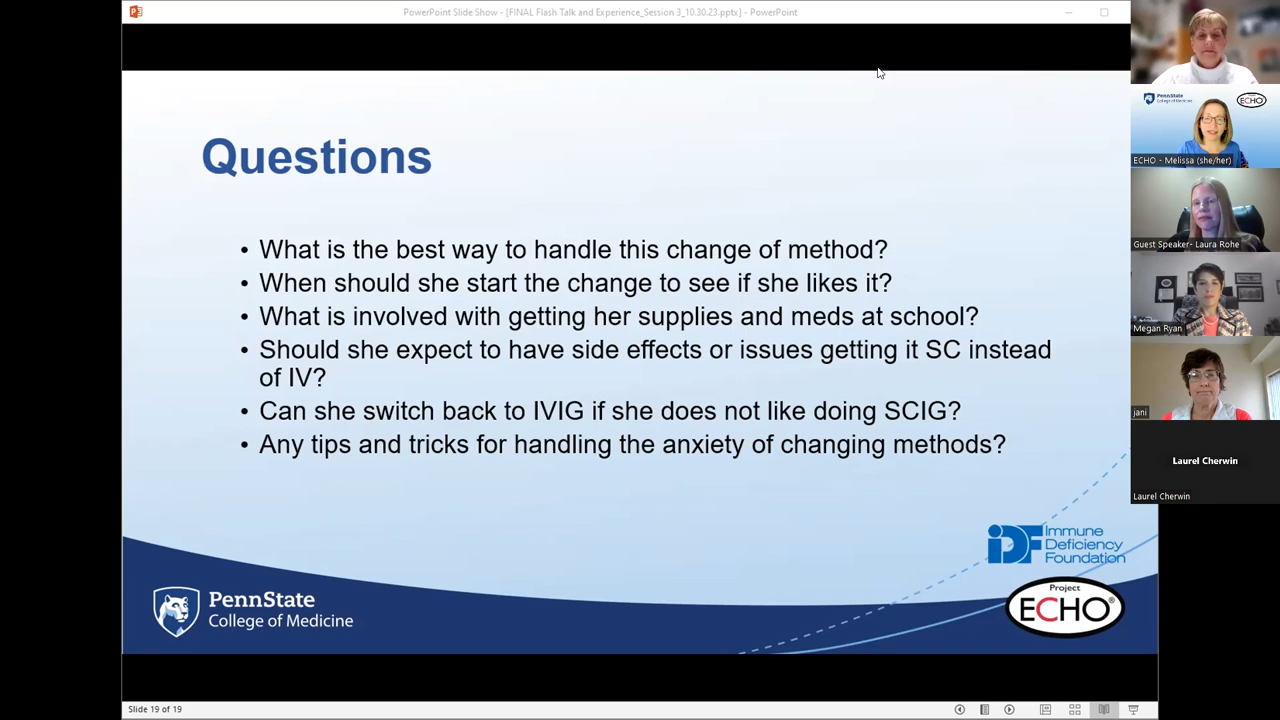 PowerPoint Slide Show - [FINAL Flash Talk and Experience_Session 3_10.30.23.pptx] - PowerPoint
Questions
• What is the best way to handle this change of method?
• When should she start the change to see if she likes it?
• What is involved with getting her supplies and meds at school?
• Should she expect to have side effects or issues getting it SC instead
of IV?
• Can she switch back to IVIG if she does not like doing SCIG?
• Any tips and tricks for handling the anxiety of changing methods?
IDF Immune
Deficiency
Foundation
PennState
College of Medicine
Project
ECHO®
Slide 19 of 19
PennState
College of Medicine
ECHO
ECHO - Melissa (she/her)
Guest Speaker- Laura Rohe
Megan Ryan
jani
Laurel Cherwin
Laurel Cherwin